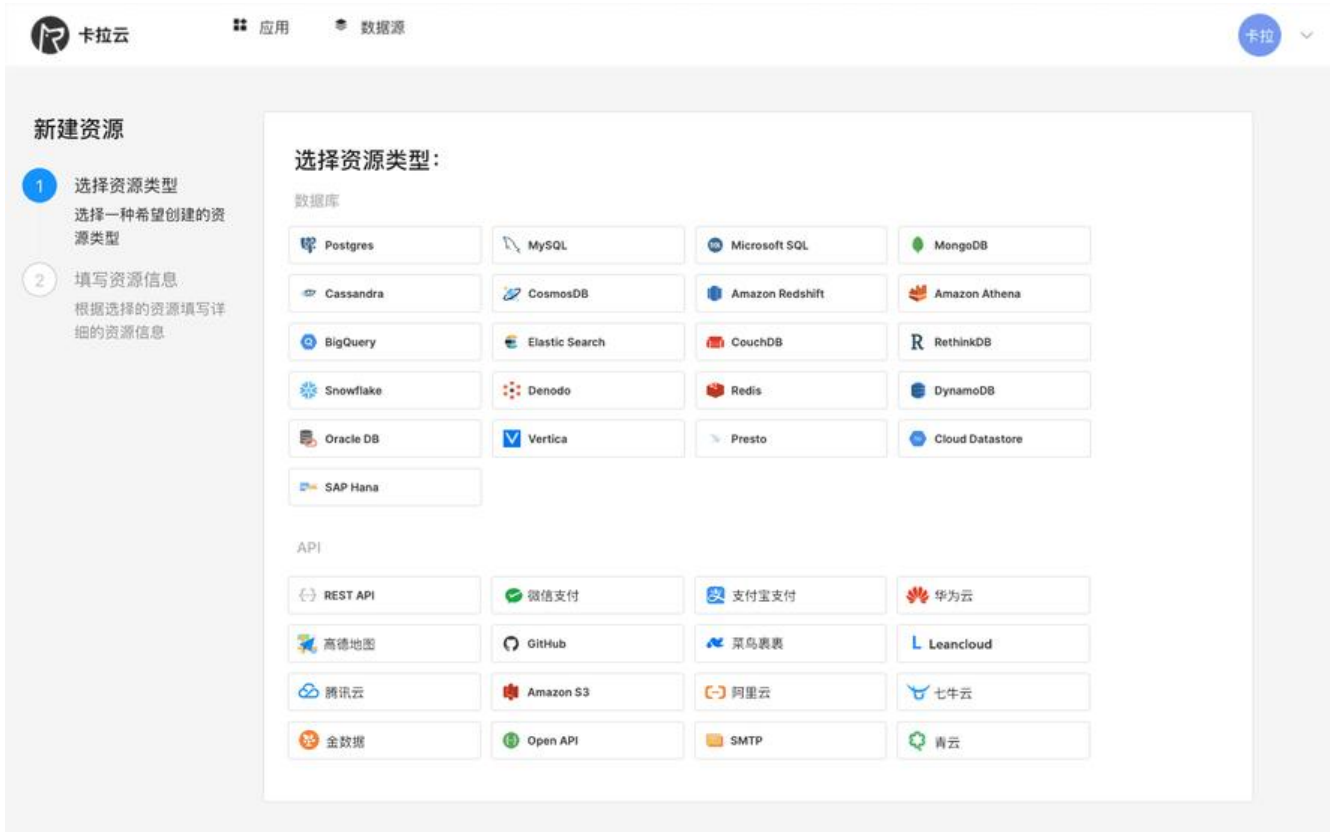 卡拉云
应用
数据源
卡拉
新建资源
1
选择资源类型
选择一种希望创建的资
源类型
2
填写资源信息
根据选择的资源填写详
细的资源信息
选择资源类型：
数据库
Postgres
MySQL
Microsoft SQL
MongoDB
Cassandra
CosmosDB
Amazon Redshift
Amazon Athena
BigQuery
Elastic Search
CouchDB
RethinkDB
Snowflake
Denodo
Redis
DynamoDB
Oracle DB
Vertica
Presto
Cloud Datastore
SAP Hana
API
REST API
微信支付
支付宝支付
华为云
高德地图
GitHub
菜鸟裹裹
Leancloud
腾讯云
Amazon S3
阿里云
七牛云
金数据
Open API
SMTP
青云